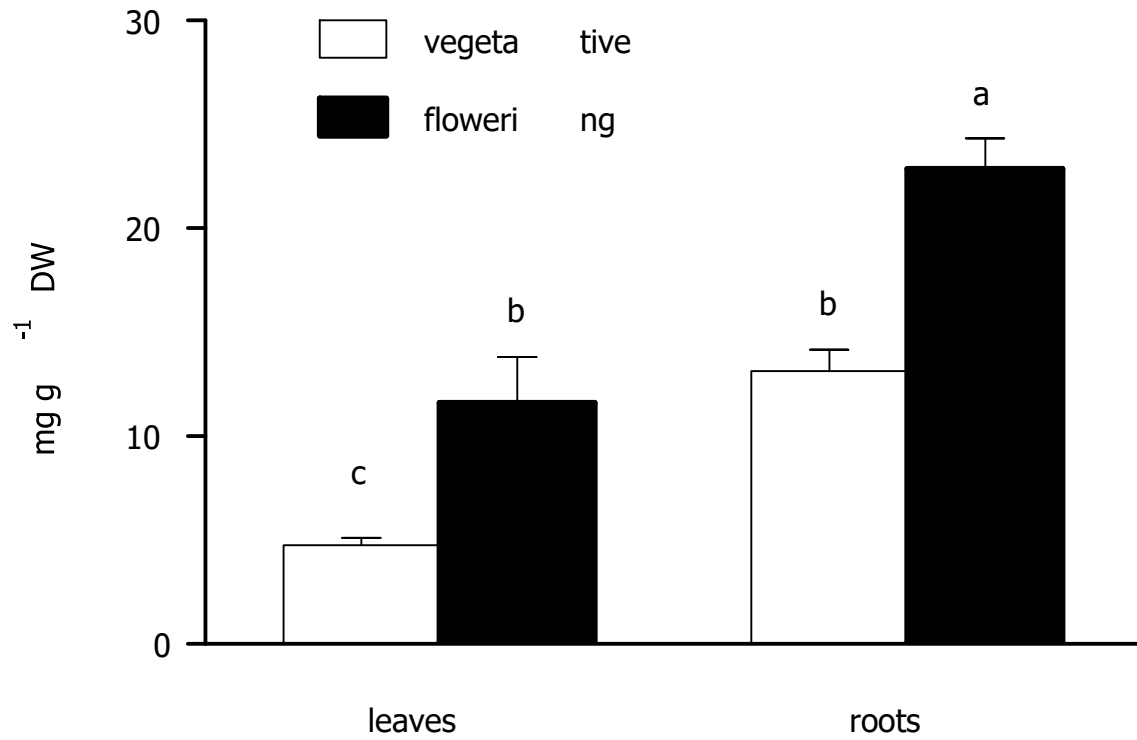 30
vegeta tive
floweri ng
a
20
mg g -1 DW
b
b
10
c
0
leaves roots